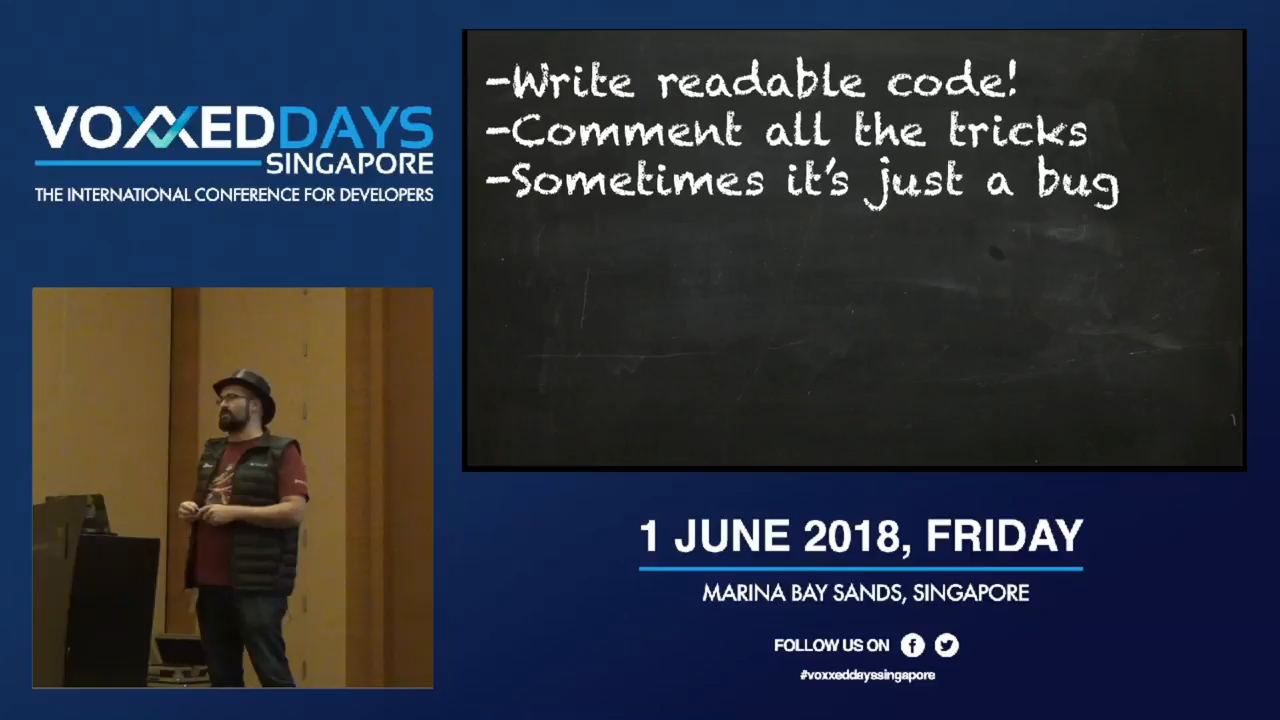 VOXXEDDAYS
SINGAPORE
THE INTERNATIONAL CONFERENCE FOR DEVELOPERS
-Write readable code!
-Comment all the tricks
-Sometimes it's just a bug
1 JUNE 2018, FRIDAY
MARINA BAY SANDS, SINGAPORE
FOLLOW US ON
#voxxeddayssingapore